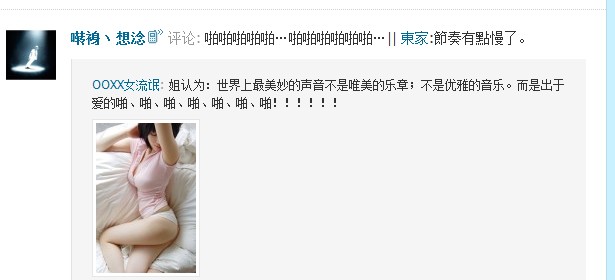 丶想淰 评论: 啪啪啪啪啪…啪啪啪啪啪啪… || 東家:節奏有點慢了。
OOXX女流氓: 姐认为：世界上最美妙的声音不是唯美的乐章；不是优雅的音乐。而是出于
爱的啪、啪、啪、啪、啪、啪、啪！！！！！！